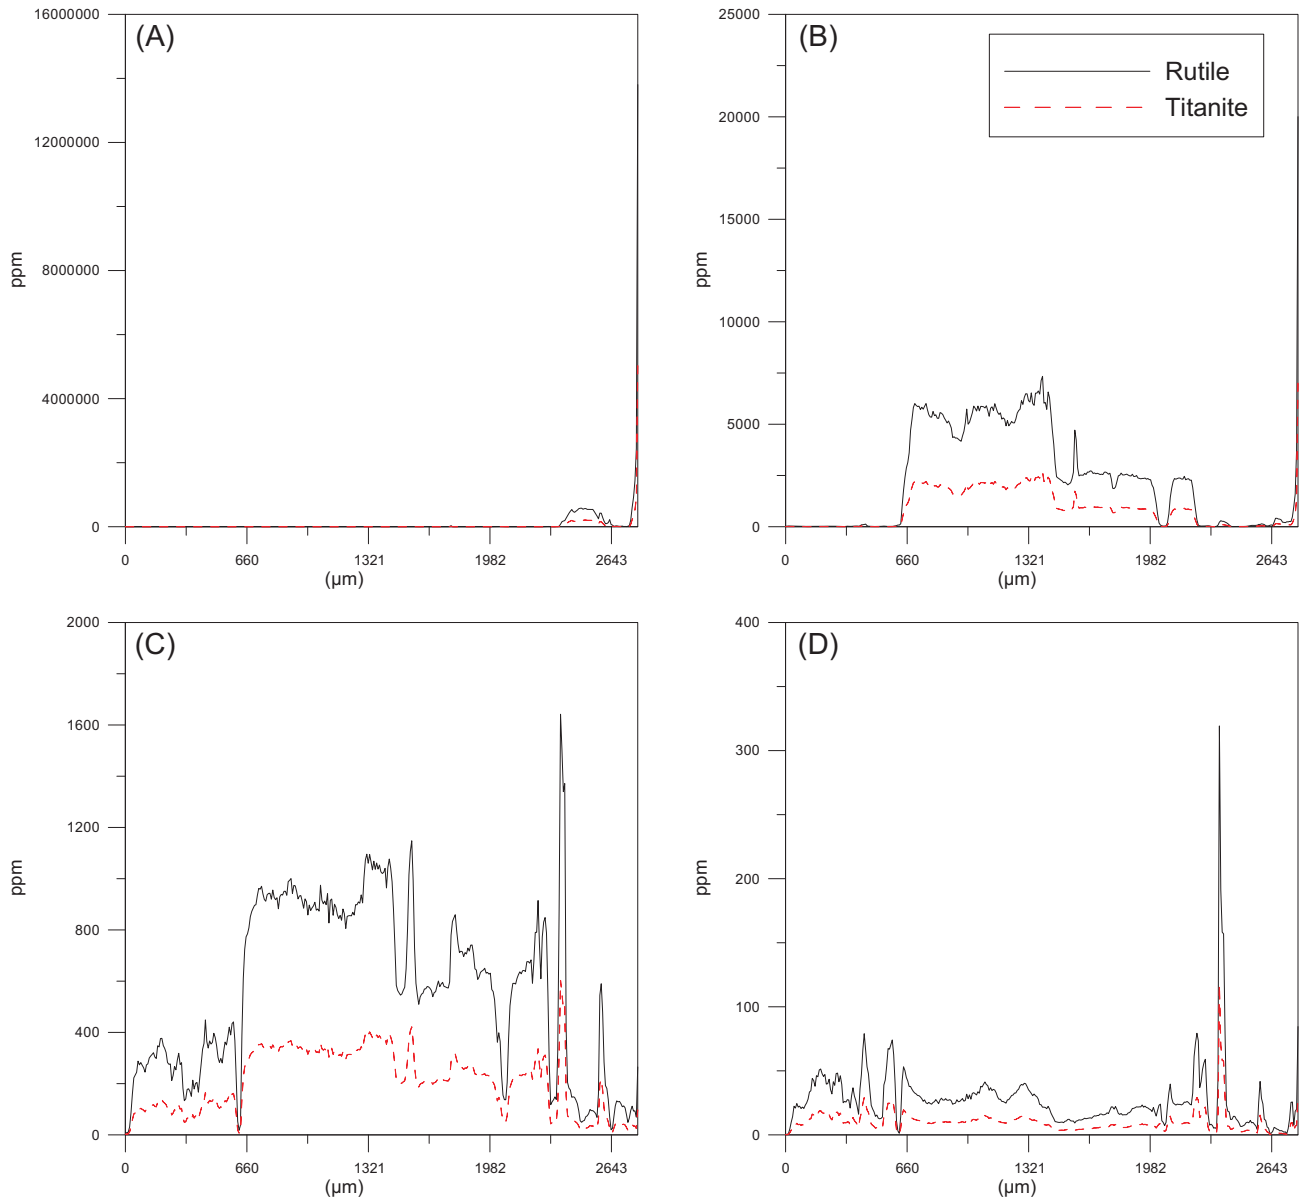 (A)
16000000
12000000
8000000
4000000
0
ppm
0 660 1321 1982 2643
(µm)
(B)
Rutile
Titanite
25000
20000
15000
10000
5000
0
ppm
0 660 1321 1982 2643
(µm)
(C)
2000
1600
1200
800
400
0
ppm
0 660 1321 1982 2643
(µm)
(D)
400
300
200
100
0
ppm
0 660 1321 1982 2643
(µm)